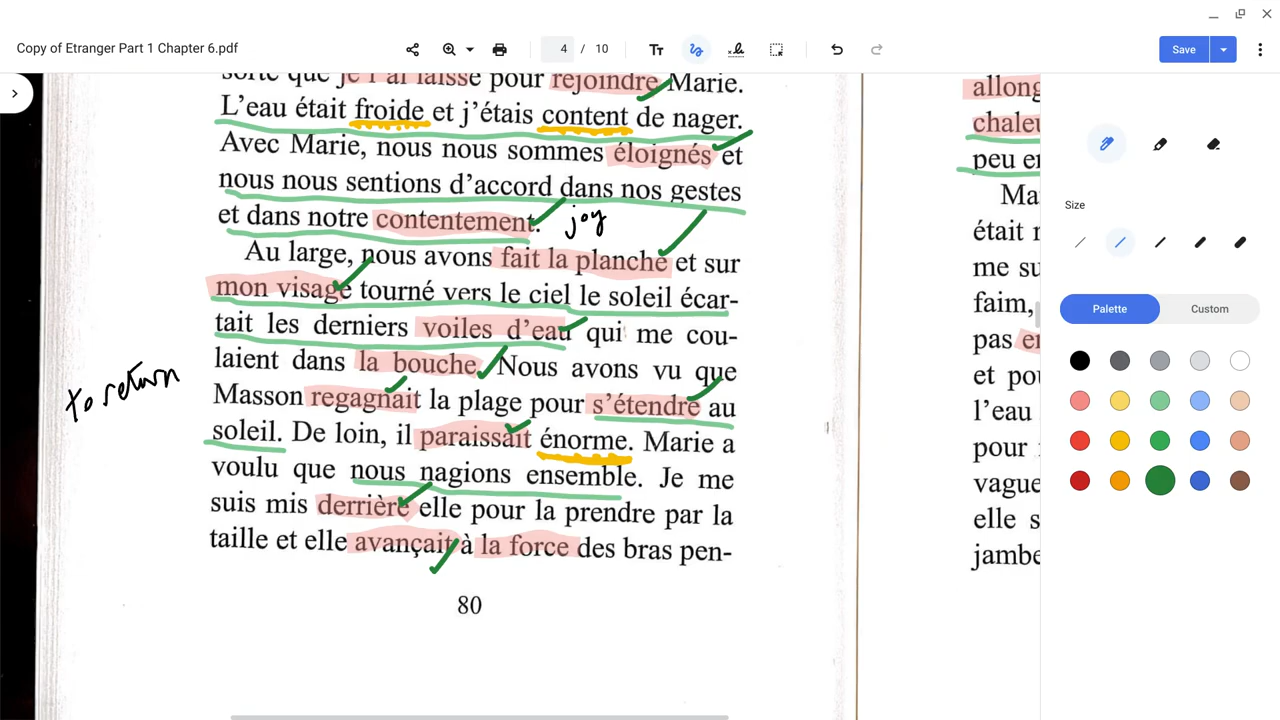 Copy of Etranger Part 1 Chapter 6.pdf
4 / 10
Tт
Save
sorte que je l'ai laissé pour rejoindre Marie.
L'eau était froide et j'étais content de nager.
Avec Marie, nous nous sommes éloignés et
nous nous sentions d'accord dans nos gestes
et dans notre contentement. joy
Au large, nous avons fait la planche et sur
mon visage tourné vers le ciel le soleil écar-
tait les derniers voiles d'eau qui me cou-
laient dans la bouche. Nous avons vu que
to return
Masson regagnait la plage pour s'étendre au
soleil. De loin, il paraissait énorme. Marie a
voulu que nous nagions ensemble. Je me
suis mis derrière elle pour la prendre par la
taille et elle avançait à la force des bras pen-
80
allong
chaleu
peu en
Ma
était
me su
faim,
pas
et pou
l'eau
pour
vague
elle s
jambe
Size
Palette
Custom